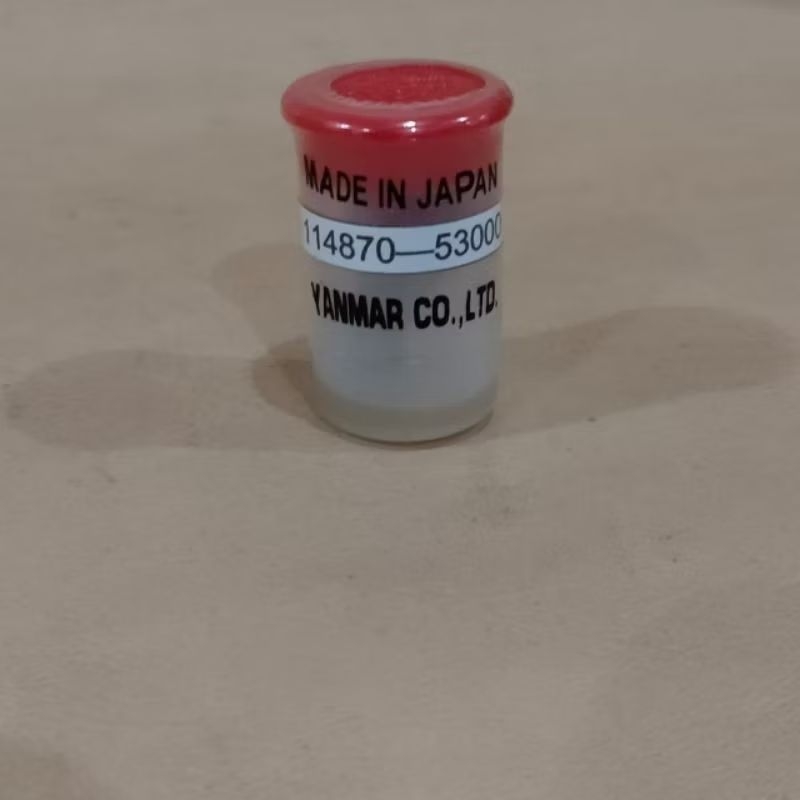 MADE IN JAPAN
114870—53000
YANMAR CO.,LTD.